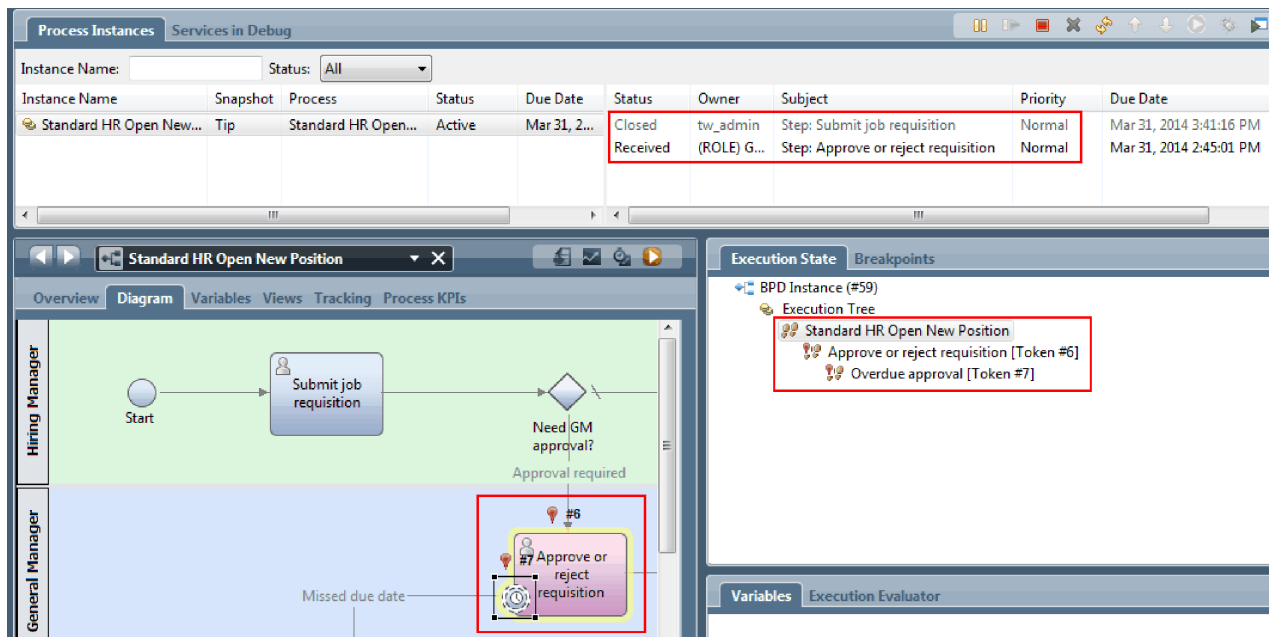 Process Instances Services in Debug
Instance Name: Status: All
Instance Name Snapshot Process Status Due Date Status Owner Subject Priority Due Date
Standard HR Open New... Tip Standard HR Open... Active Mar 31, 2... Closed tw_admin Step: Submit job requisition Normal Mar 31, 2014 3:41:16 PM
Received (ROLE) G... Step: Approve or reject requisition Normal Mar 31, 2014 2:45:01 PM
Standard HR Open New Position
Overview Diagram Variables Views Tracking Process KPIs
Hiring Manager
Start
Submit job
requisition
Need GM
approval?
Approval required
General Manager
#6
#7 Approve or
reject
requisition
Missed due date
Execution State Breakpoints
BPD Instance (#59)
Execution Tree
Standard HR Open New Position
Approve or reject requisition [Token #6]
Overdue approval [Token #7]
Variables Execution Evaluator